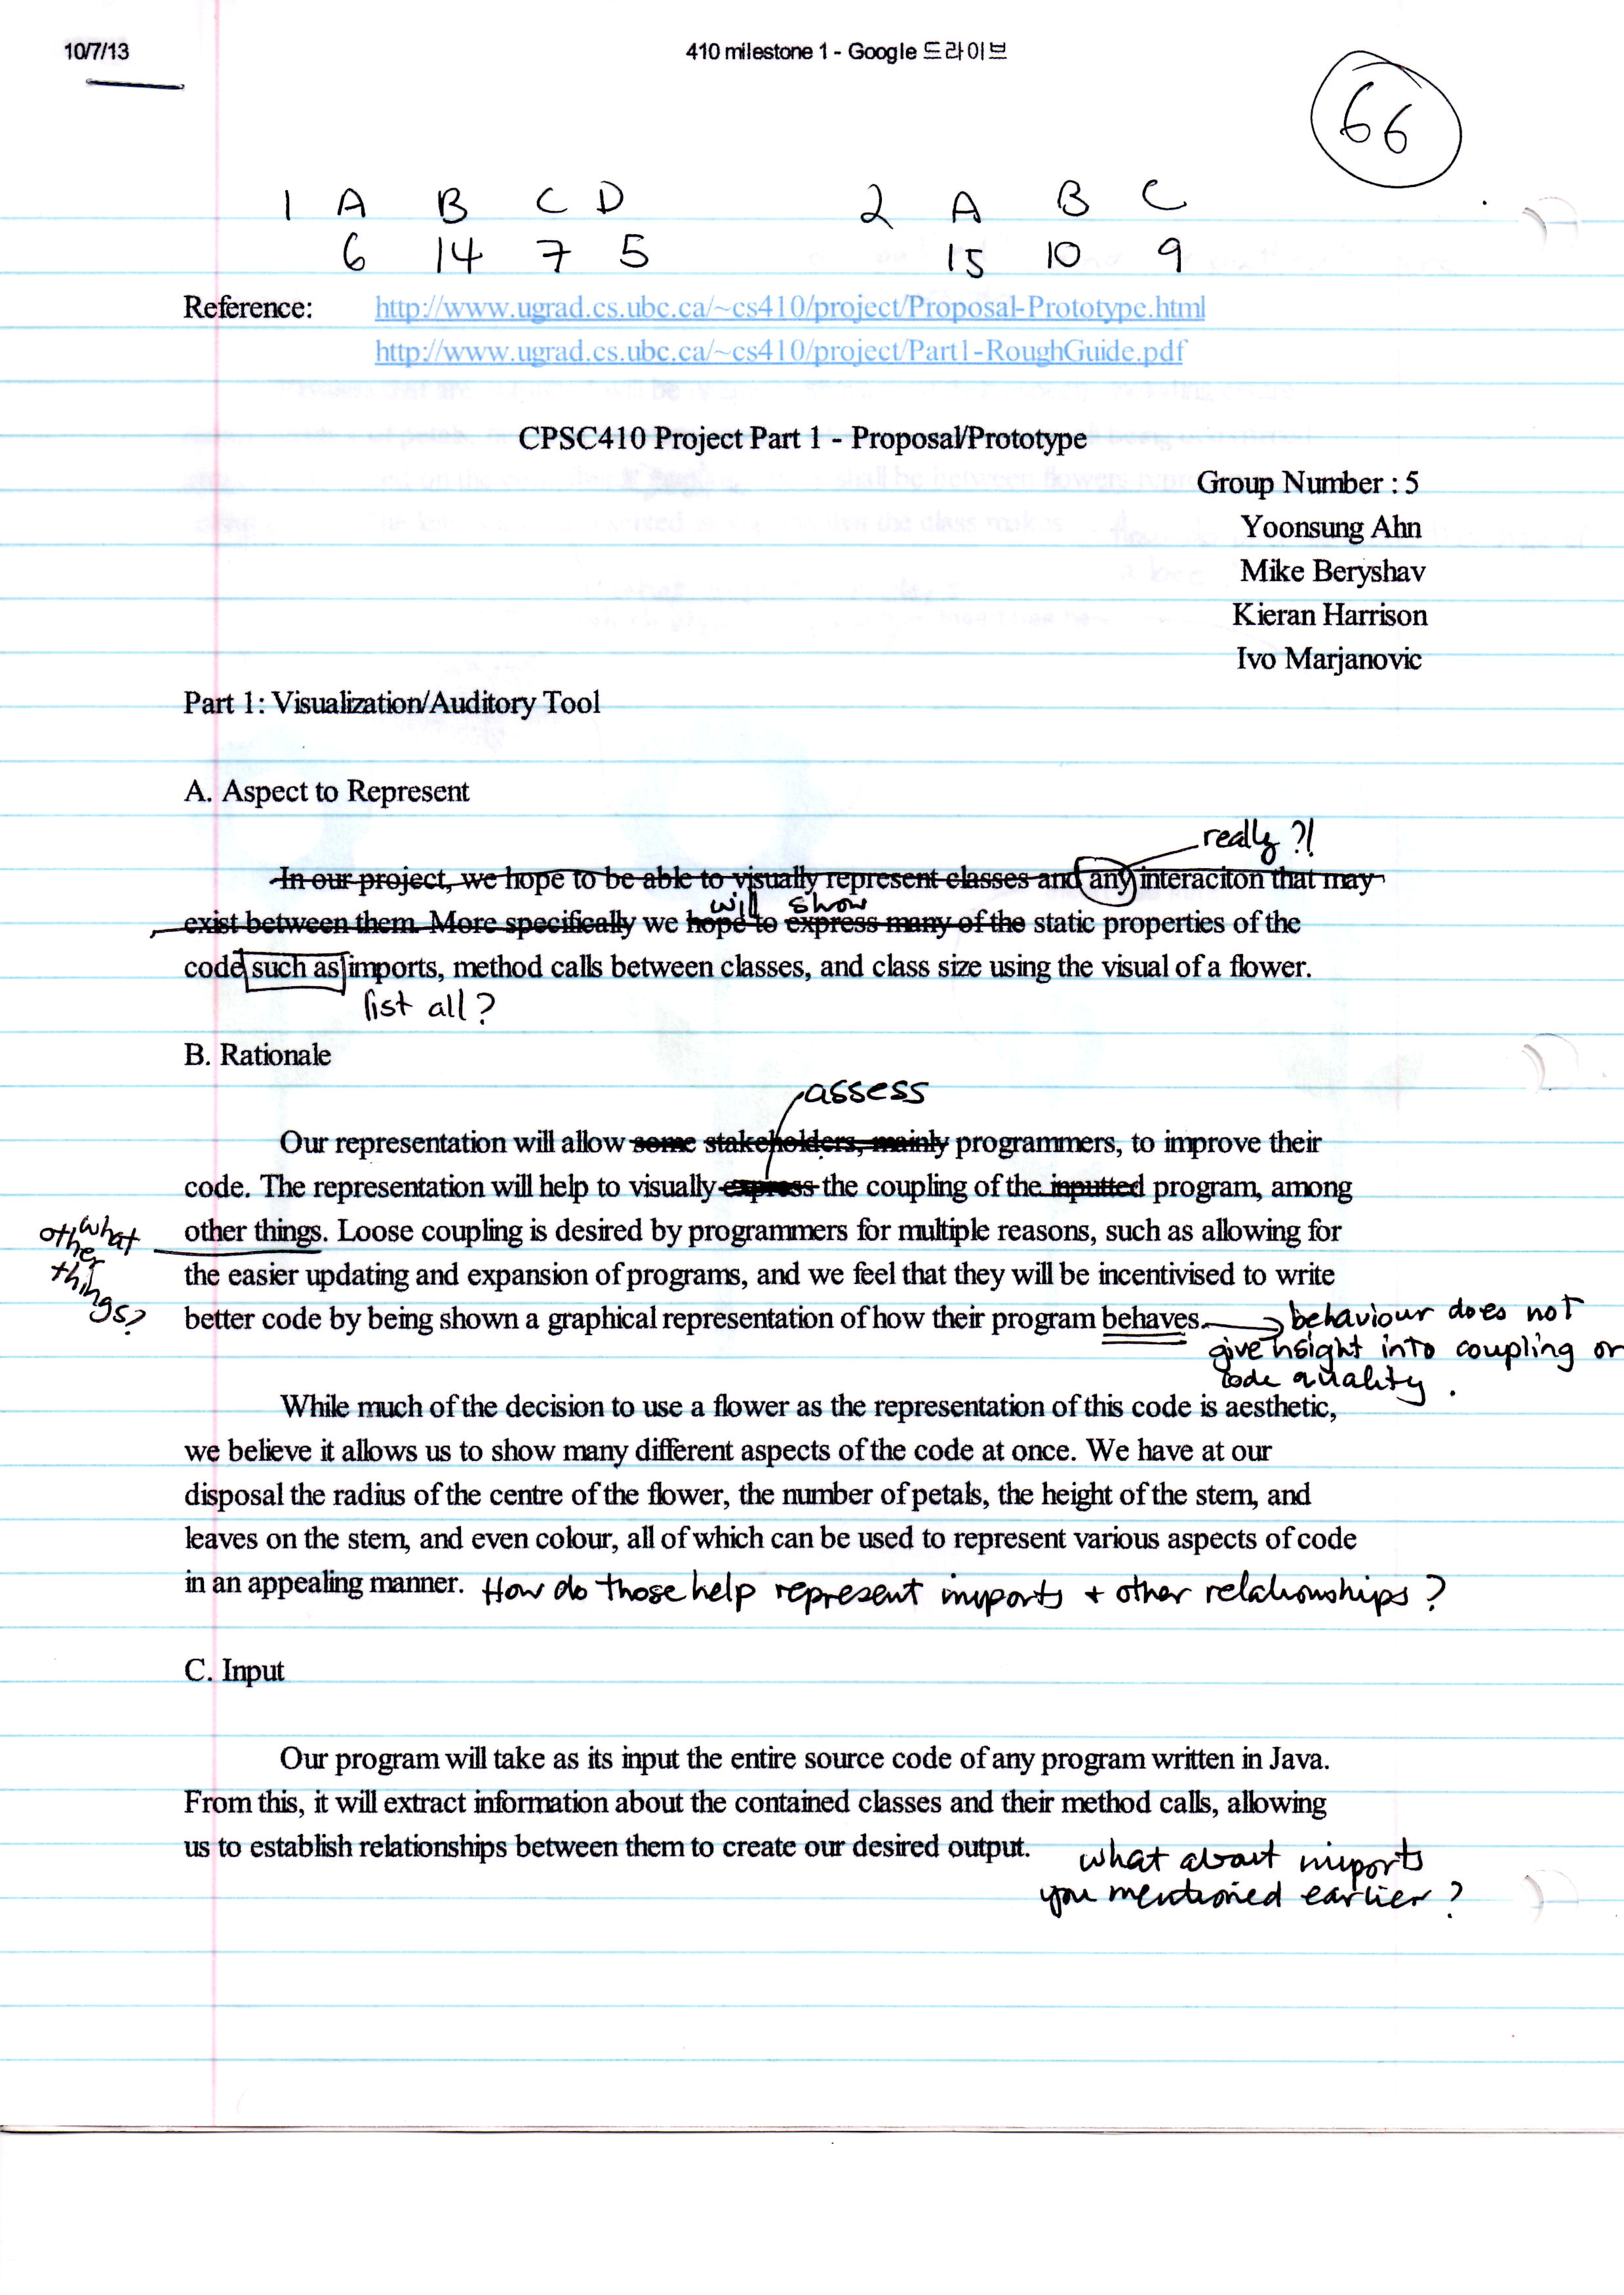 10/7/13 410 milestone 1 - Google 드라이브
66
1 A B C D 2 A B C
6 14 7 5 15 10 9
Reference: http://www.ugrad.cs.ubc.ca/~cs410/project/Proposal-Prototype.html
http://www.ugrad.cs.ubc.ca/~cs410/project/Part1-RoughGuide.pdf
CPSC410 Project Part 1 - Proposal/Prototype
Group Number : 5
Yoonsung Ahn
Mike Beryshav
Kieran Harrison
Ivo Marjanovic
Part 1: Visualization/Auditory Tool
A. Aspect to Represent
really ?!
In our project, we hope to be able to visually represent classes and any interaciton that may
will show
exist between them. More specifically we hope to express many of the static properties of the
code such as imports, method calls between classes, and class size using the visual of a flower.
list all?
B. Rationale
assess
Our representation will allow some stakeholders, mainly programmers, to improve their
code. The representation will help to visually express the coupling of the inputted program, among
other things. Loose coupling is desired by programmers for multiple reasons, such as allowing for
what other things?
the easier updating and expansion of programs, and we feel that they will be incentivised to write
better code by being shown a graphical representation of how their program behaves.
behaviour does not
give insight into coupling or
code quality.
While much of the decision to use a flower as the representation of this code is aesthetic,
we believe it allows us to show many different aspects of the code at once. We have at our
disposal the radius of the centre of the flower, the number of petals, the height of the stem, and
leaves on the stem, and even colour, all of which can be used to represent various aspects of code
in an appealing manner. How do those help represent imports + other relationships?
C. Input
Our program will take as its input the entire source code of any program written in Java.
From this, it will extract information about the contained classes and their method calls, allowing
us to establish relationships between them to create our desired output.
what about imports
you mentioned earlier?